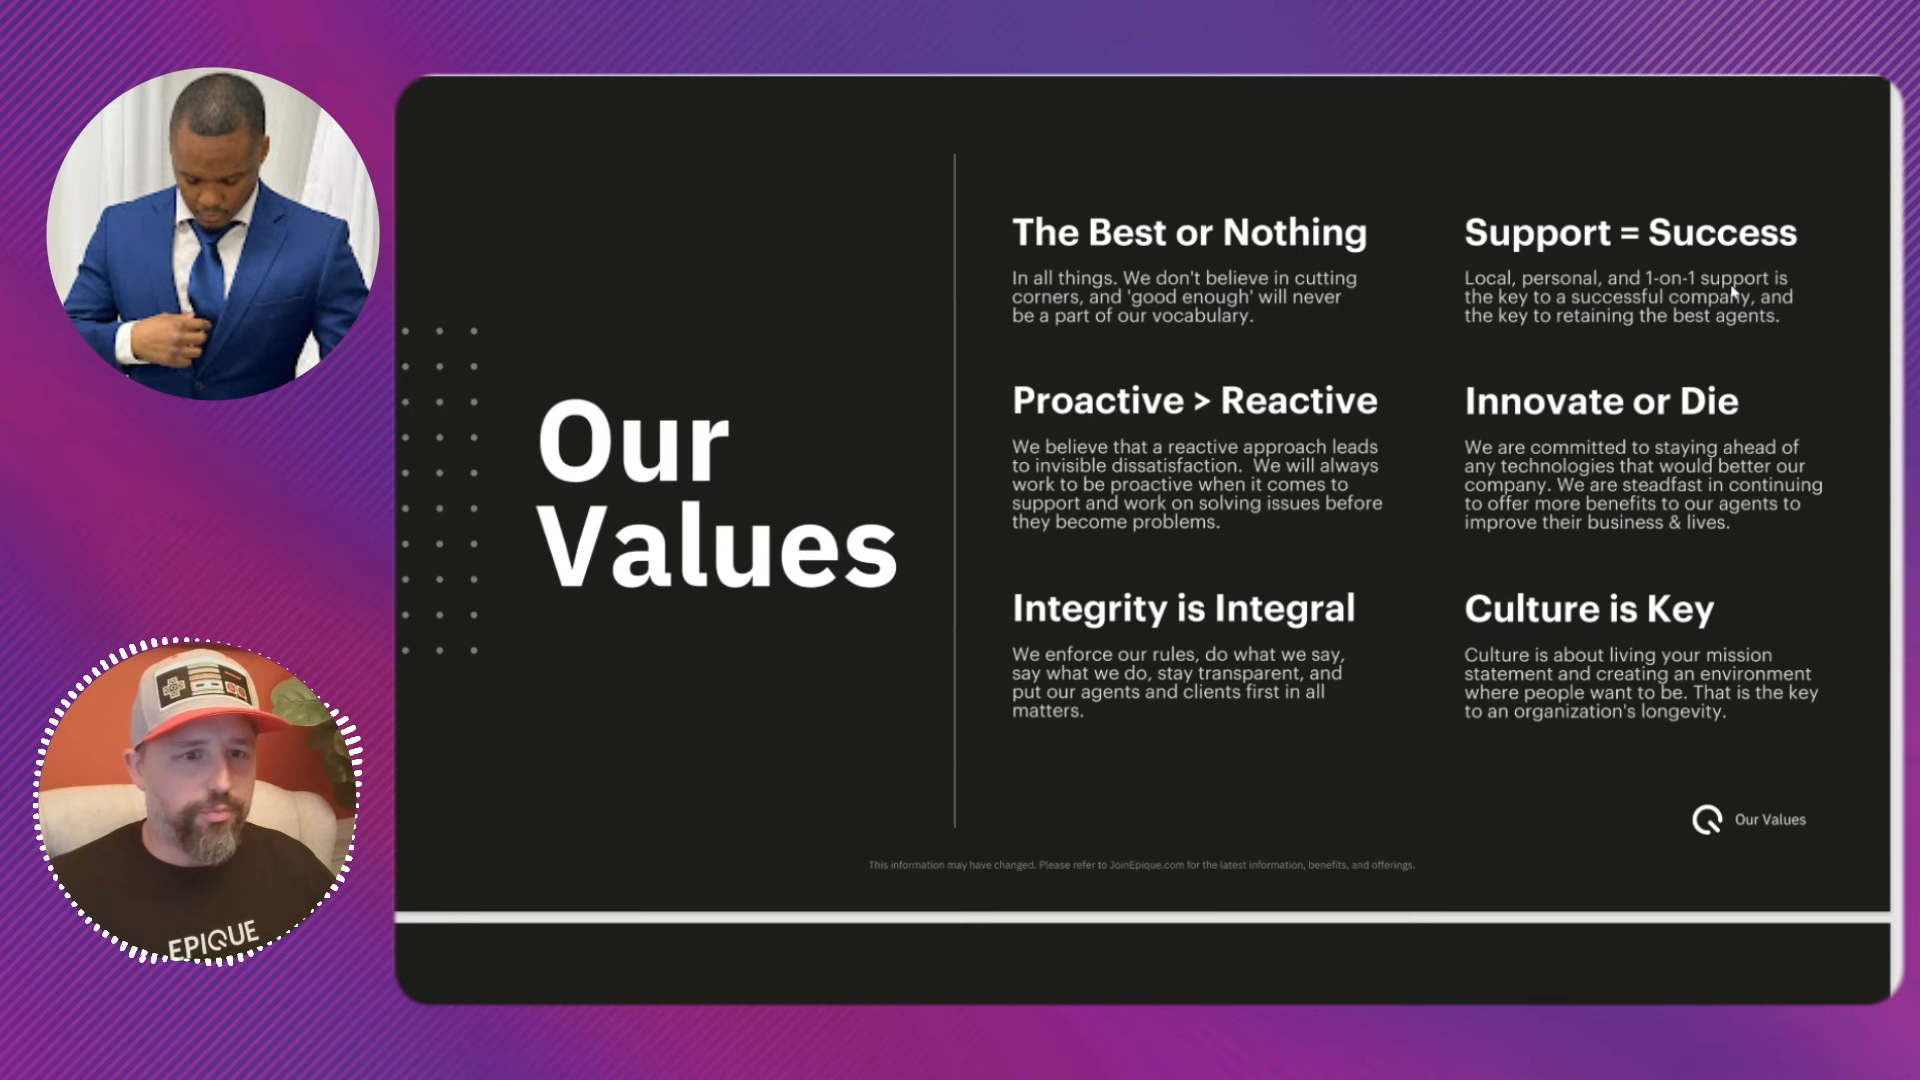 Our
Values
The Best or Nothing
In all things. We don't believe in cutting
corners, and 'good enough' will never
be a part of our vocabulary.
Support = Success
Local, personal, and 1-on-1 support is
the key to a successful company, and
the key to retaining the best agents.
Proactive > Reactive
We believe that a reactive approach leads
to invisible dissatisfaction.  We will always
work to be proactive when it comes to
support and work on solving issues before
they become problems.
Innovate or Die
We are committed to staying ahead of
any technologies that would better our
company. We are steadfast in continuing
to offer more benefits to our agents to
improve their business & lives.
Integrity is Integral
We enforce our rules, do what we say,
say what we do, stay transparent, and
put our agents and clients first in all
matters.
Culture is Key
Culture is about living your mission
statement and creating an environment
where people want to be. That is the key
to an organization's longevity.
Our Values
This information may have changed. Please refer to JoinEpique.com for the latest information, benefits, and offerings.
EPIQUE